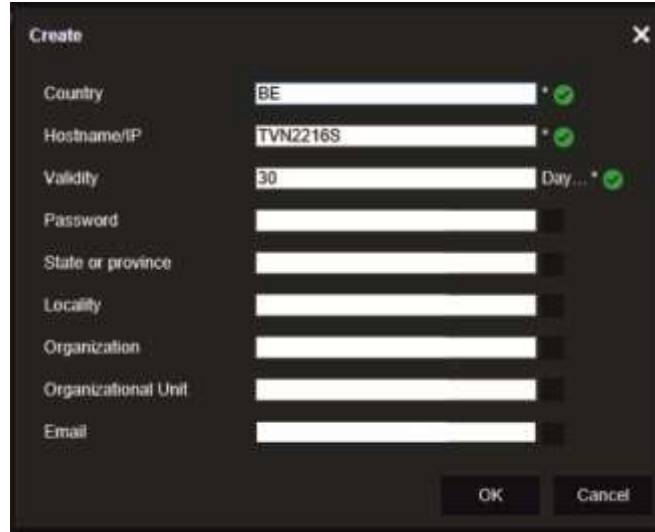 Create
Country BE *
Hostname/IP TVN2216S *
Validity 30 Day... *
Password
State or province
Locality
Organization
Organizational Unit
Email
OK Cancel